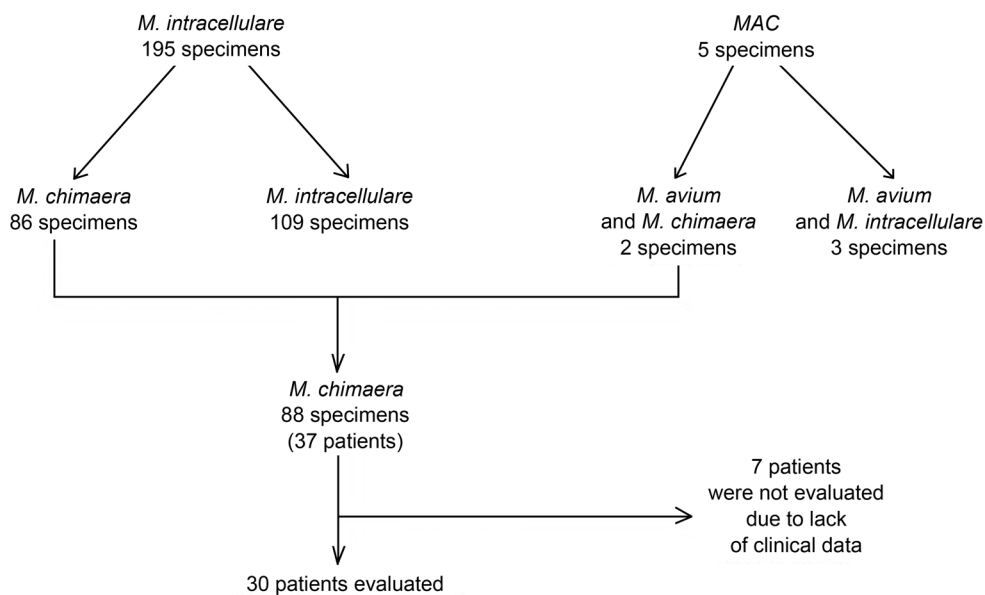 M. intracellulare
195 specimens
MAC
5 specimens
M. chimaera
86 specimens
M. intracellulare
109 specimens
M. avium
and M. chimaera
2 specimens
M. avium
and M. intracellulare
3 specimens
M. chimaera
88 specimens
(37 patients)
7 patients
were not evaluated
due to lack
of clinical data
30 patients evaluated